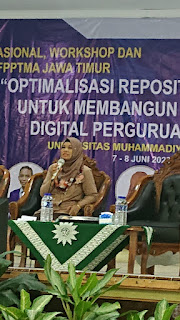 ASIONAL, WORKSHOP DAN
FPPTMA JAWA TIMUR
"OPTIMALISASI REPOSIT
UNTUK MEMBANGUN
DIGITAL PERGURUA
UNIVERSITAS MUHAMMADIY
7 - 8 JUNI 202